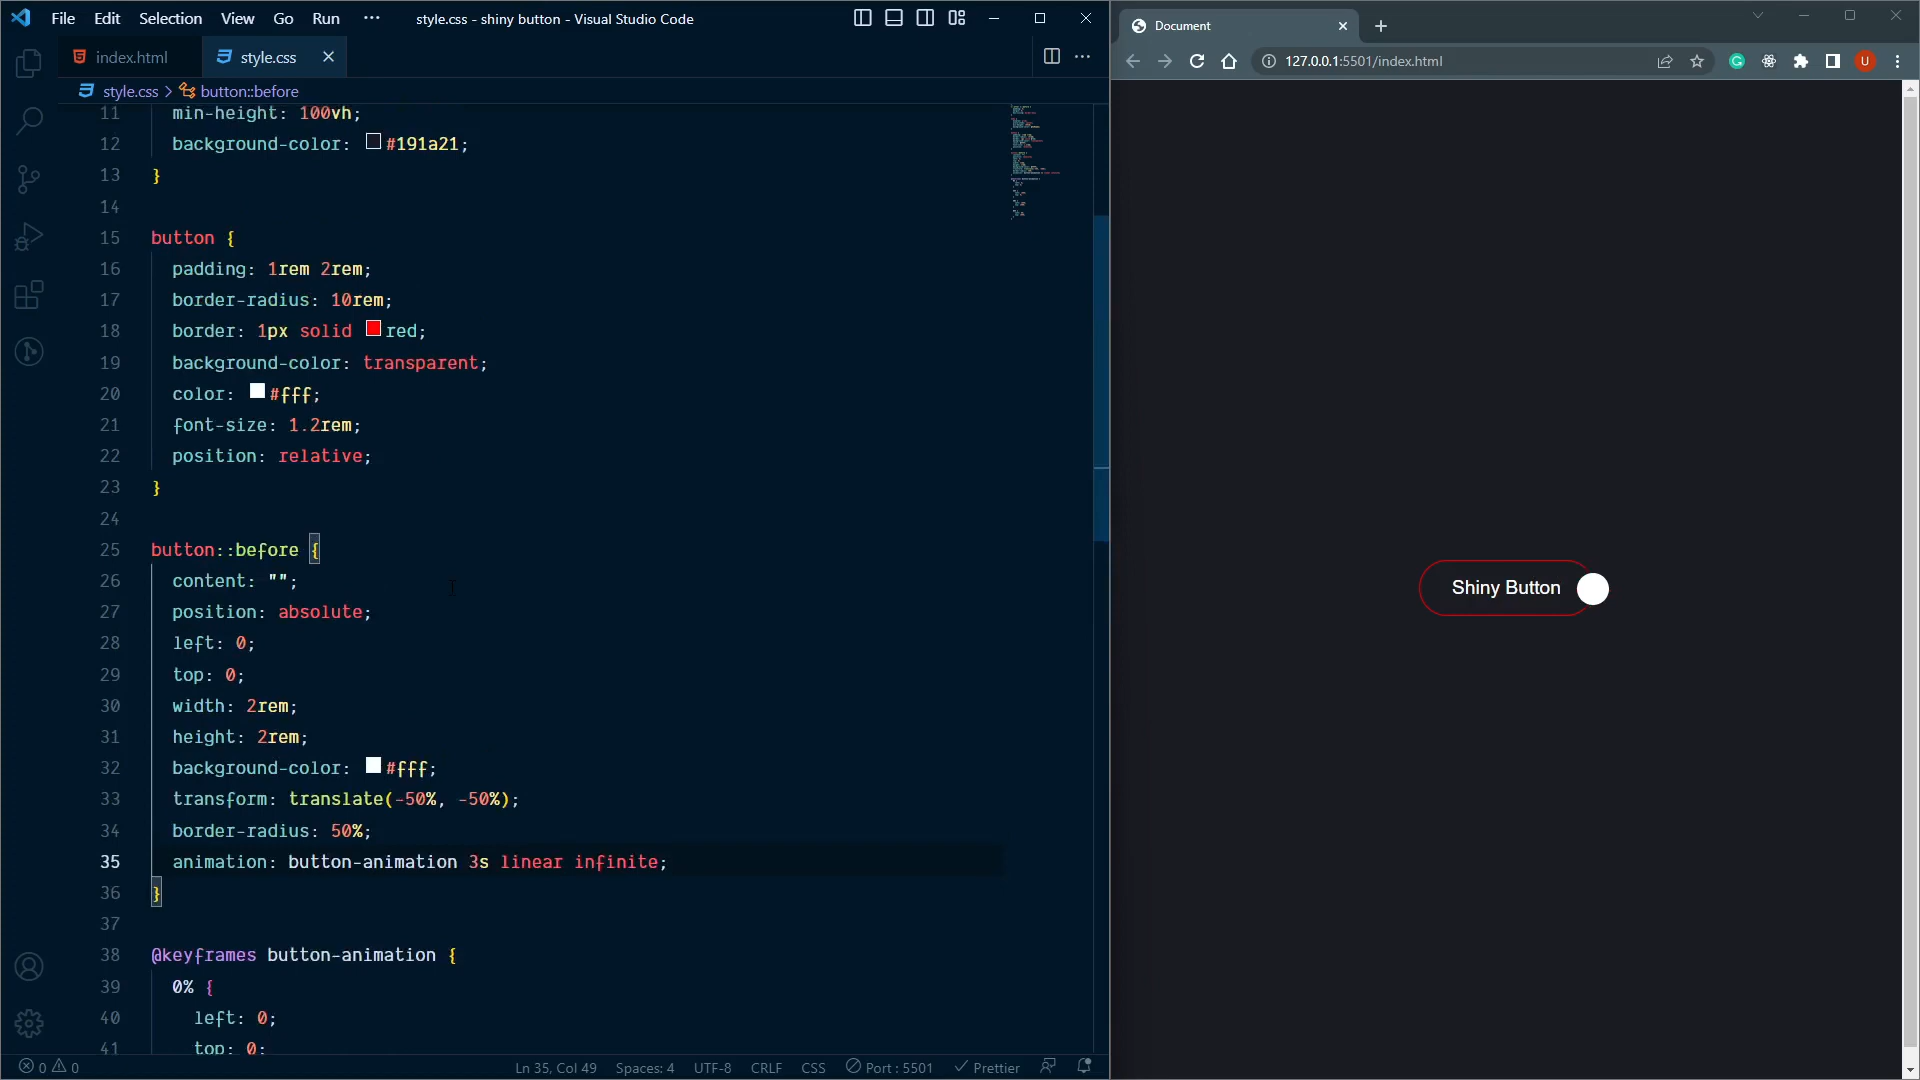 File Edit Selection View Go Run ··· style.css - shiny button - Visual Studio Code
index.html style.css
style.css > button::before
11 min-height: 100vh;
12 background-color: #191a21;
13 }
14
15 button {
16 padding: 1rem 2rem;
17 border-radius: 10rem;
18 border: 1px solid red;
19 background-color: transparent;
20 color: #fff;
21 font-size: 1.2rem;
22 position: relative;
23 }
24
25 button::before {
26 content: "";
27 position: absolute;
28 left: 0;
29 top: 0;
30 width: 2rem;
31 height: 2rem;
32 background-color: #fff;
33 transform: translate(-50%, -50%);
34 border-radius: 50%;
35 animation: button-animation 3s linear infinite;
36 }
37
38 @keyframes button-animation {
39 0% {
40 left: 0;
41 top: 0;
0 0 Ln 35, Col 49 Spaces: 4 UTF-8 CRLF CSS Port : 5501 Prettier
Document
127.0.0.1:5501/index.html
G U
Shiny Button